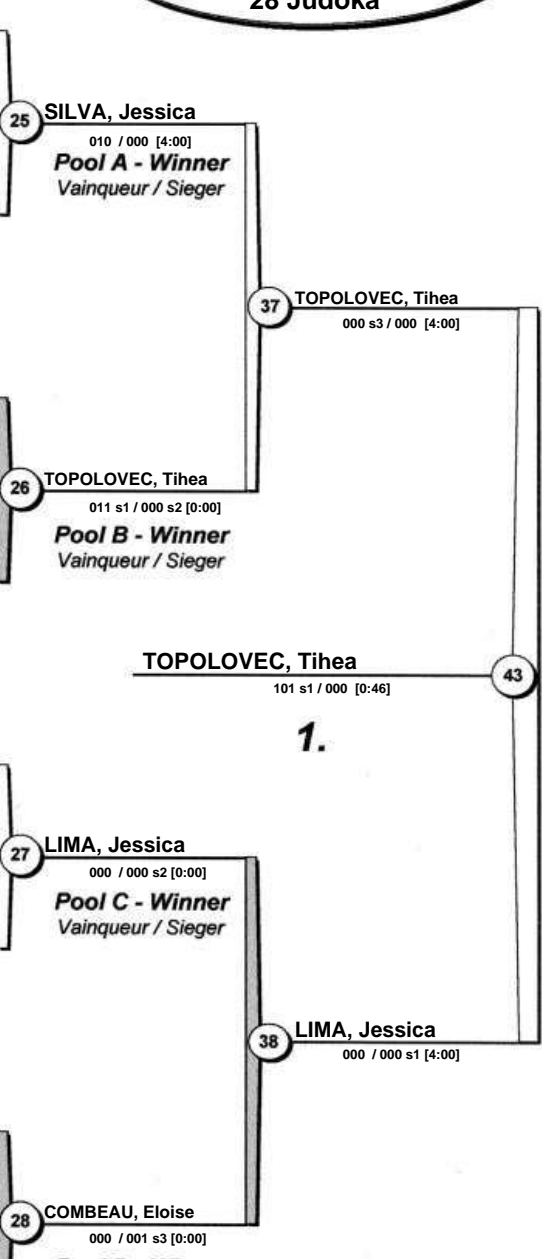 28 Judoka
25
SILVA, Jessica
010 / 000 [4:00]
Pool A - Winner
Vainqueur / Sieger
37
TOPOLOVEC, Tihea
000 s3 / 000 [4:00]
26
TOPOLOVEC, Tihea
011 s1 / 000 s2 [0:00]
Pool B - Winner
Vainqueur / Sieger
TOPOLOVEC, Tihea
43
101 s1 / 000 [0:46]
1.
27
LIMA, Jessica
000 / 000 s2 [0:00]
Pool C - Winner
Vainqueur / Sieger
38
LIMA, Jessica
000 / 000 s1 [4:00]
28
COMBEAU, Eloise
000 / 001 s3 [0:00]